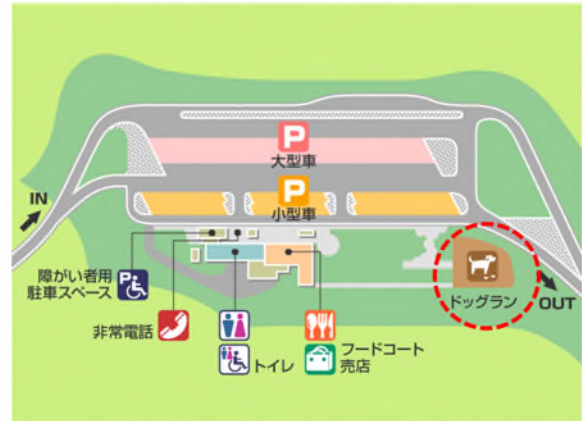 P
大型車
P
小型車
IN
障がい者用
駐車スペース
P
非常電話
トイレ
フードコート
売店
ドッグラン
OUT